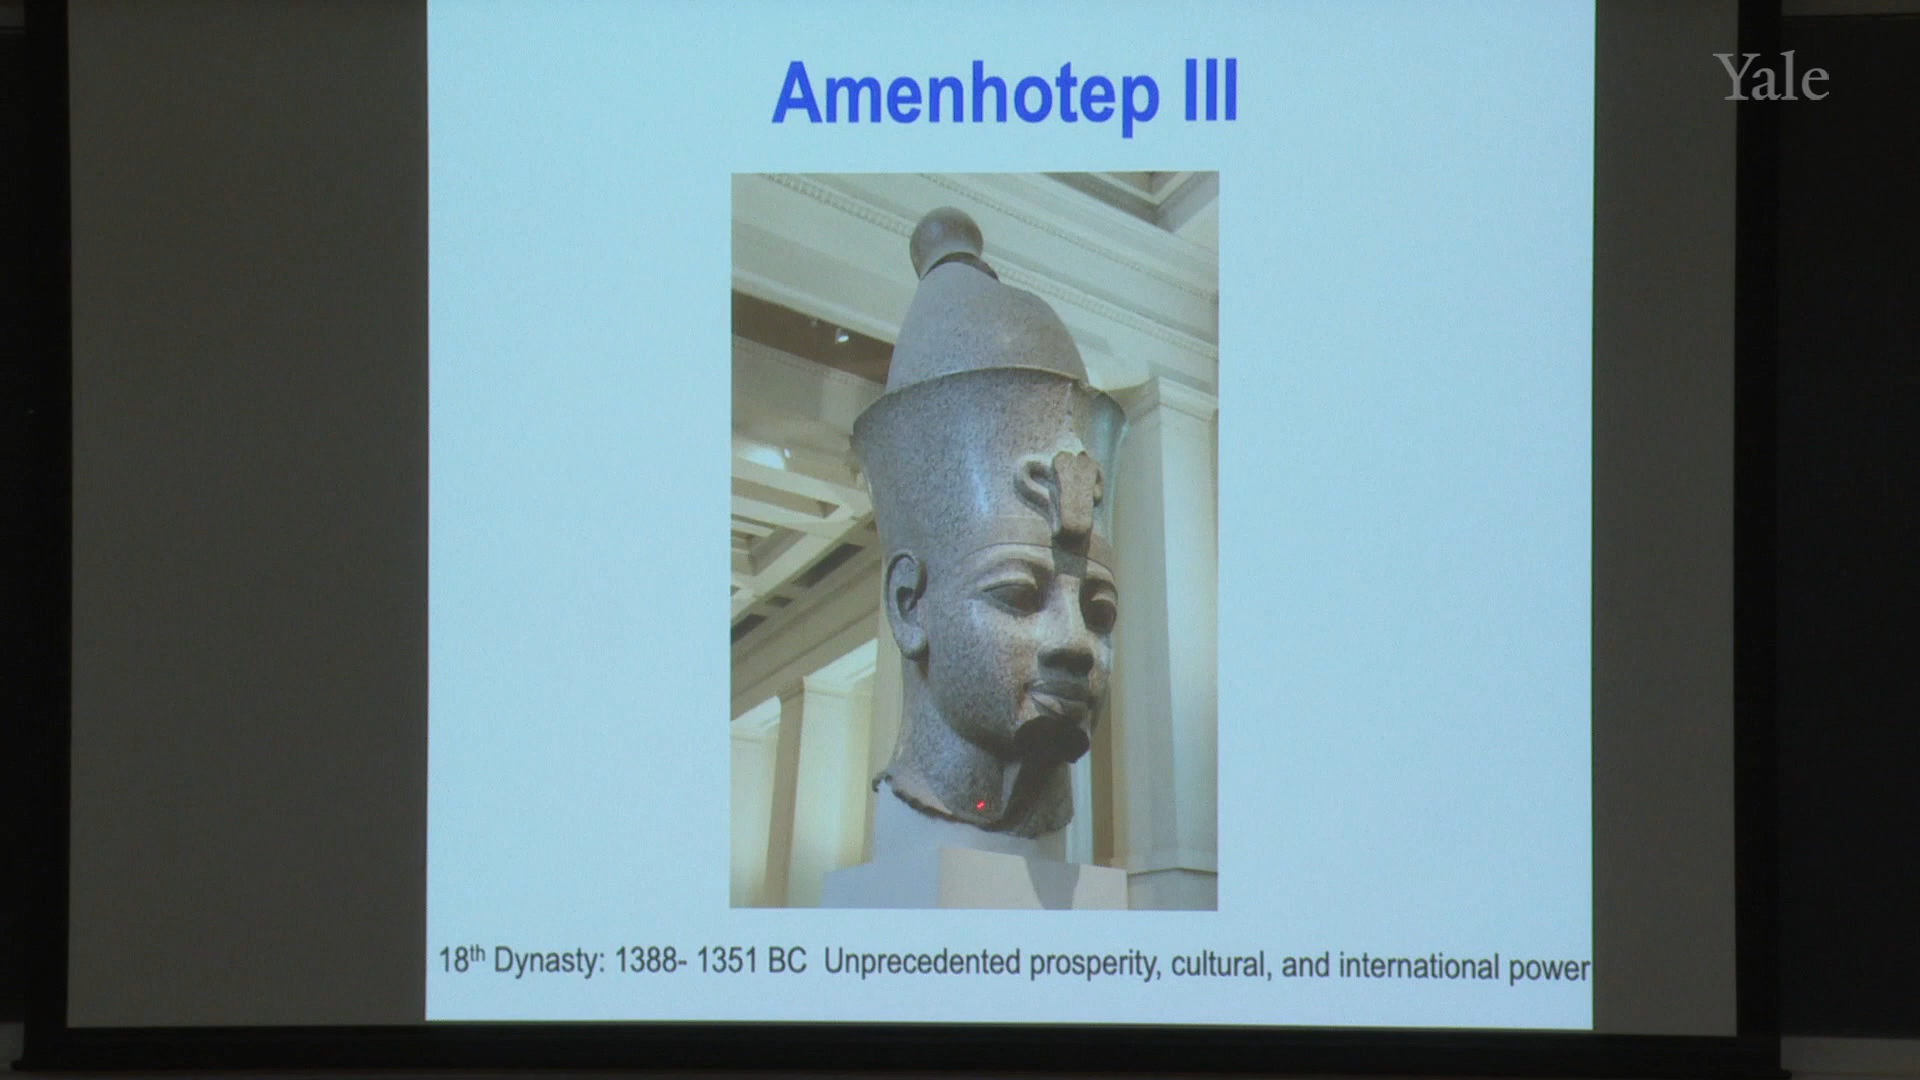 Yale
Amenhotep III
18th Dynasty: 1388- 1351 BC  Unprecedented prosperity, cultural, and international power